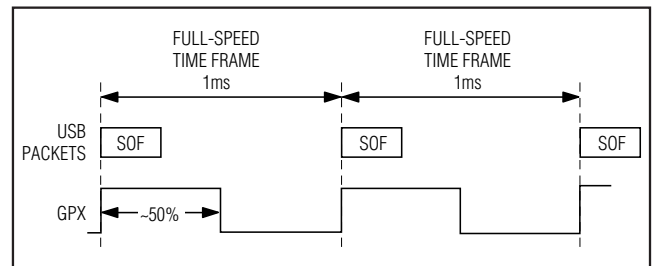 FULL-SPEED
TIME FRAME
1ms
FULL-SPEED
TIME FRAME
1ms
USB
PACKETS
SOF
SOF
SOF
GPX
~50%